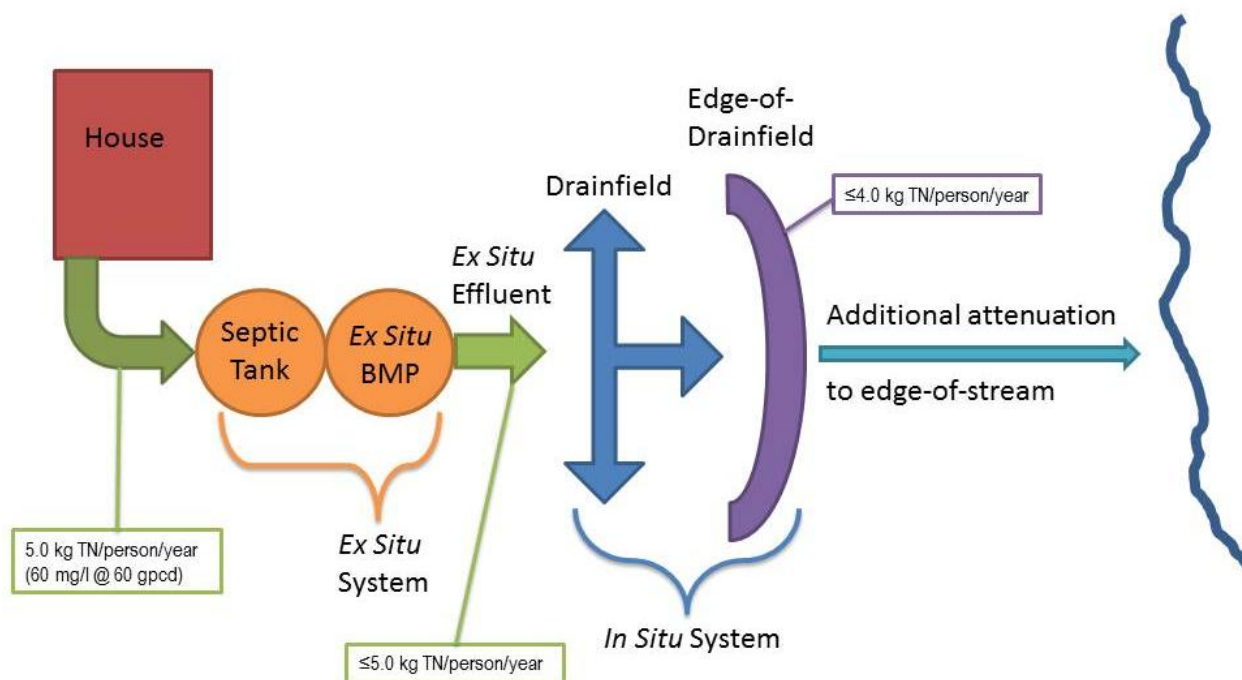 House
Edge-of-
Drainfield
Drainfield
≤4.0 kg TN/person/year
Ex Situ
Effluent
Septic
Tank
Ex Situ
BMP
Additional attenuation
to edge-of-stream
5.0 kg TN/person/year
(60 mg/l @ 60 gpcd)
Ex Situ
System
In Situ System
≤5.0 kg TN/person/year